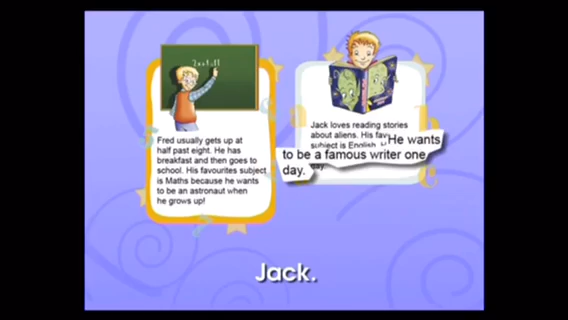 Fred usually gets up at
half past eight. He has
breakfast and then goes to
school. His favourites subject
is Maths because he wants
to be an astronaut when
he grows up!
Jack loves reading stories
about aliens. His
subject is English.
day.
He wants
to be a famous writer one
day.
Jack.